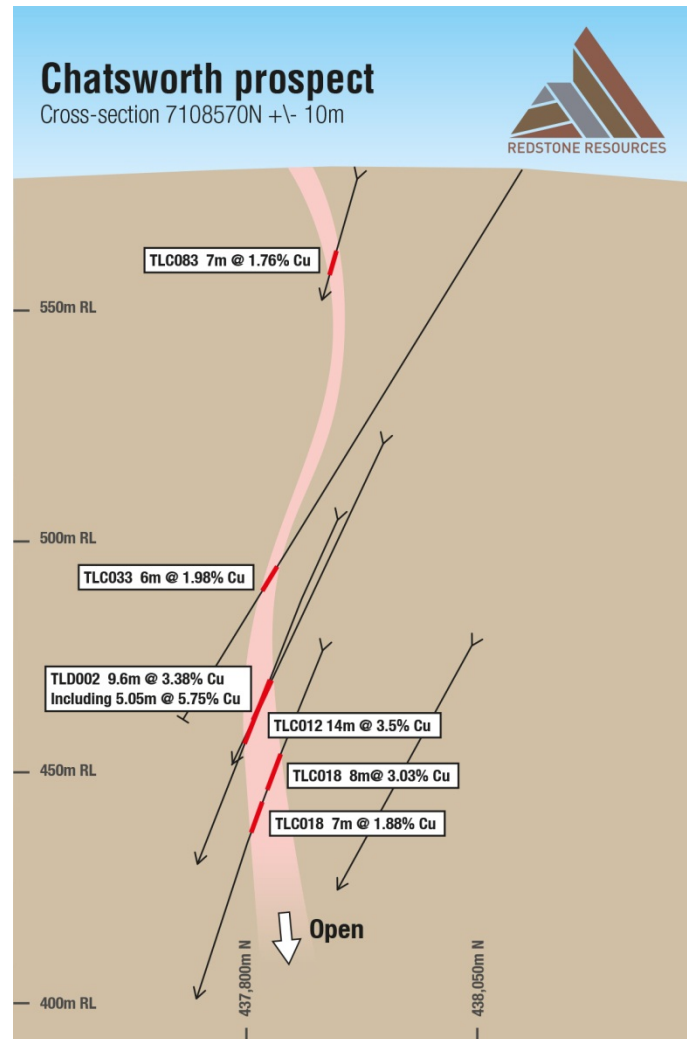 Chatsworth prospect
Cross-section 7108570N +\- 10m
REDSTONE RESOURCES
TLC083 7m @ 1.76% Cu
550m RL
500m RL
TLC033 6m @ 1.98% Cu
TLD002 9.6m @ 3.38% Cu
Including 5.05m @ 5.75% Cu
TLC012 14m @ 3.5% Cu
450m RL
TLC018 8m@ 3.03% Cu
TLC018 7m @ 1.88% Cu
Open
437,800m N
438,050m N
400m RL